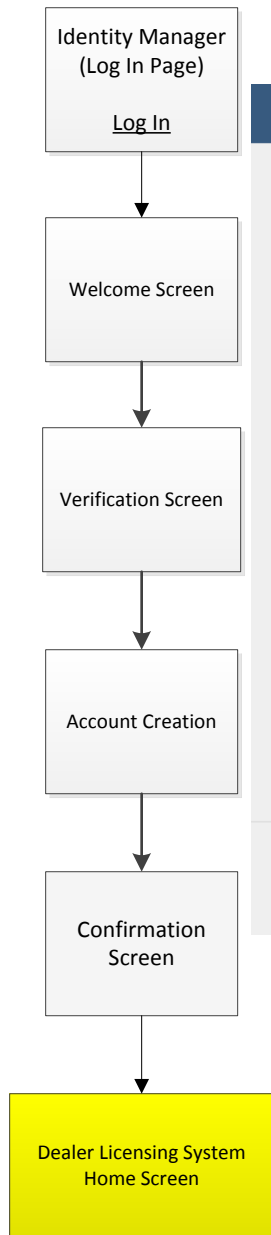 Identity Manager
(Log In Page)
Log In
Welcome Screen
Verification Screen
Account Creation
Confirmation
Screen
Dealer Licensing System
Home Screen